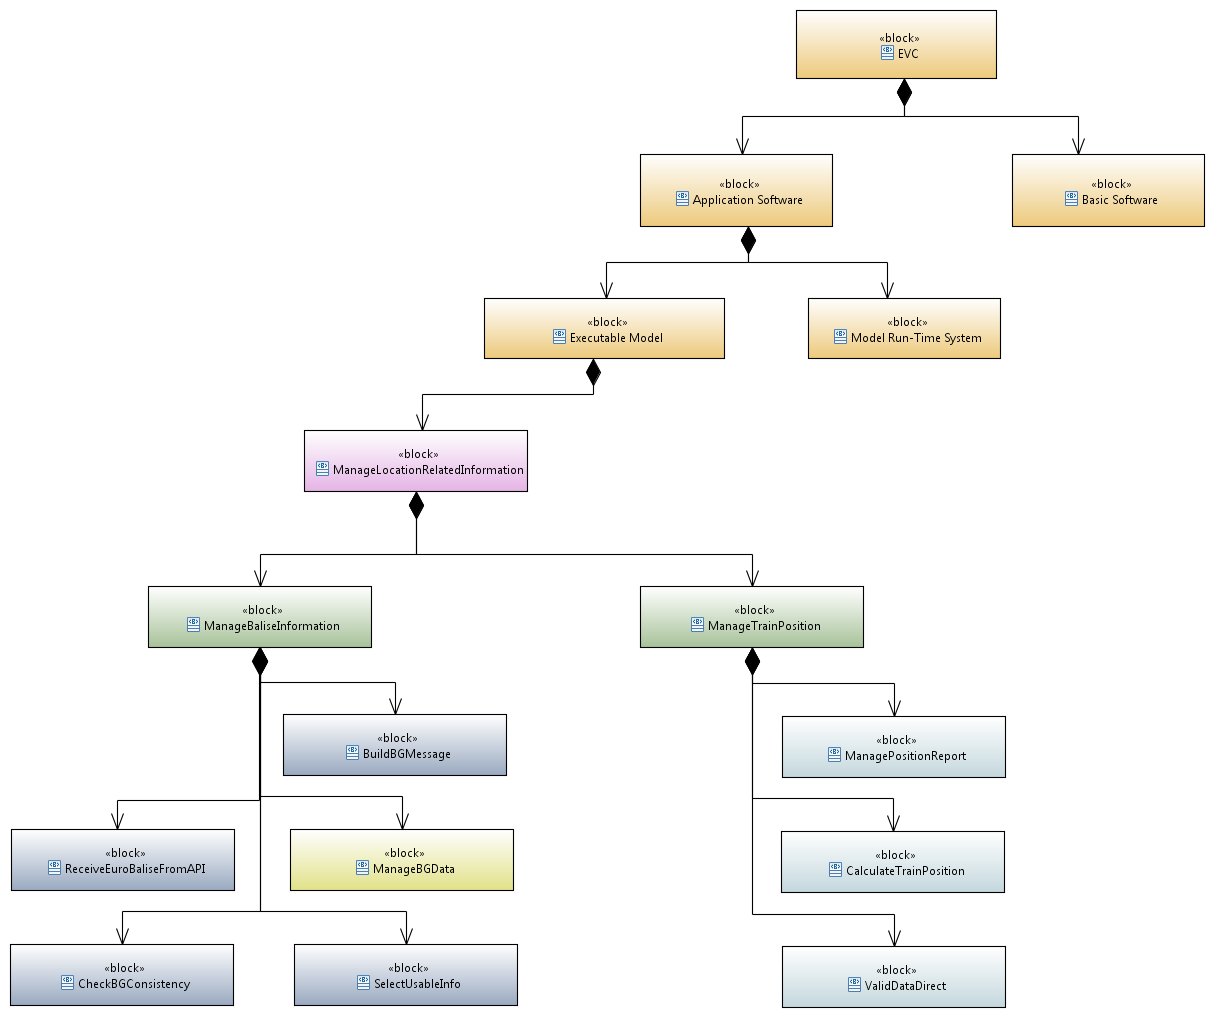 «block»
EVC
«block»
Application Software
«block»
Basic Software
«block»
Executable Model
«block»
Model Run-Time System
«block»
ManageLocationRelatedInformation
«block»
ManageBaliseInformation
«block»
ManageTrainPosition
«block»
BuildBGMessage
«block»
ManagePositionReport
«block»
ReceiveEuroBaliseFromAPI
«block»
ManageBGData
«block»
CalculateTrainPosition
«block»
CheckBGConsistency
«block»
SelectUsableInfo
«block»
ValidDataDirect